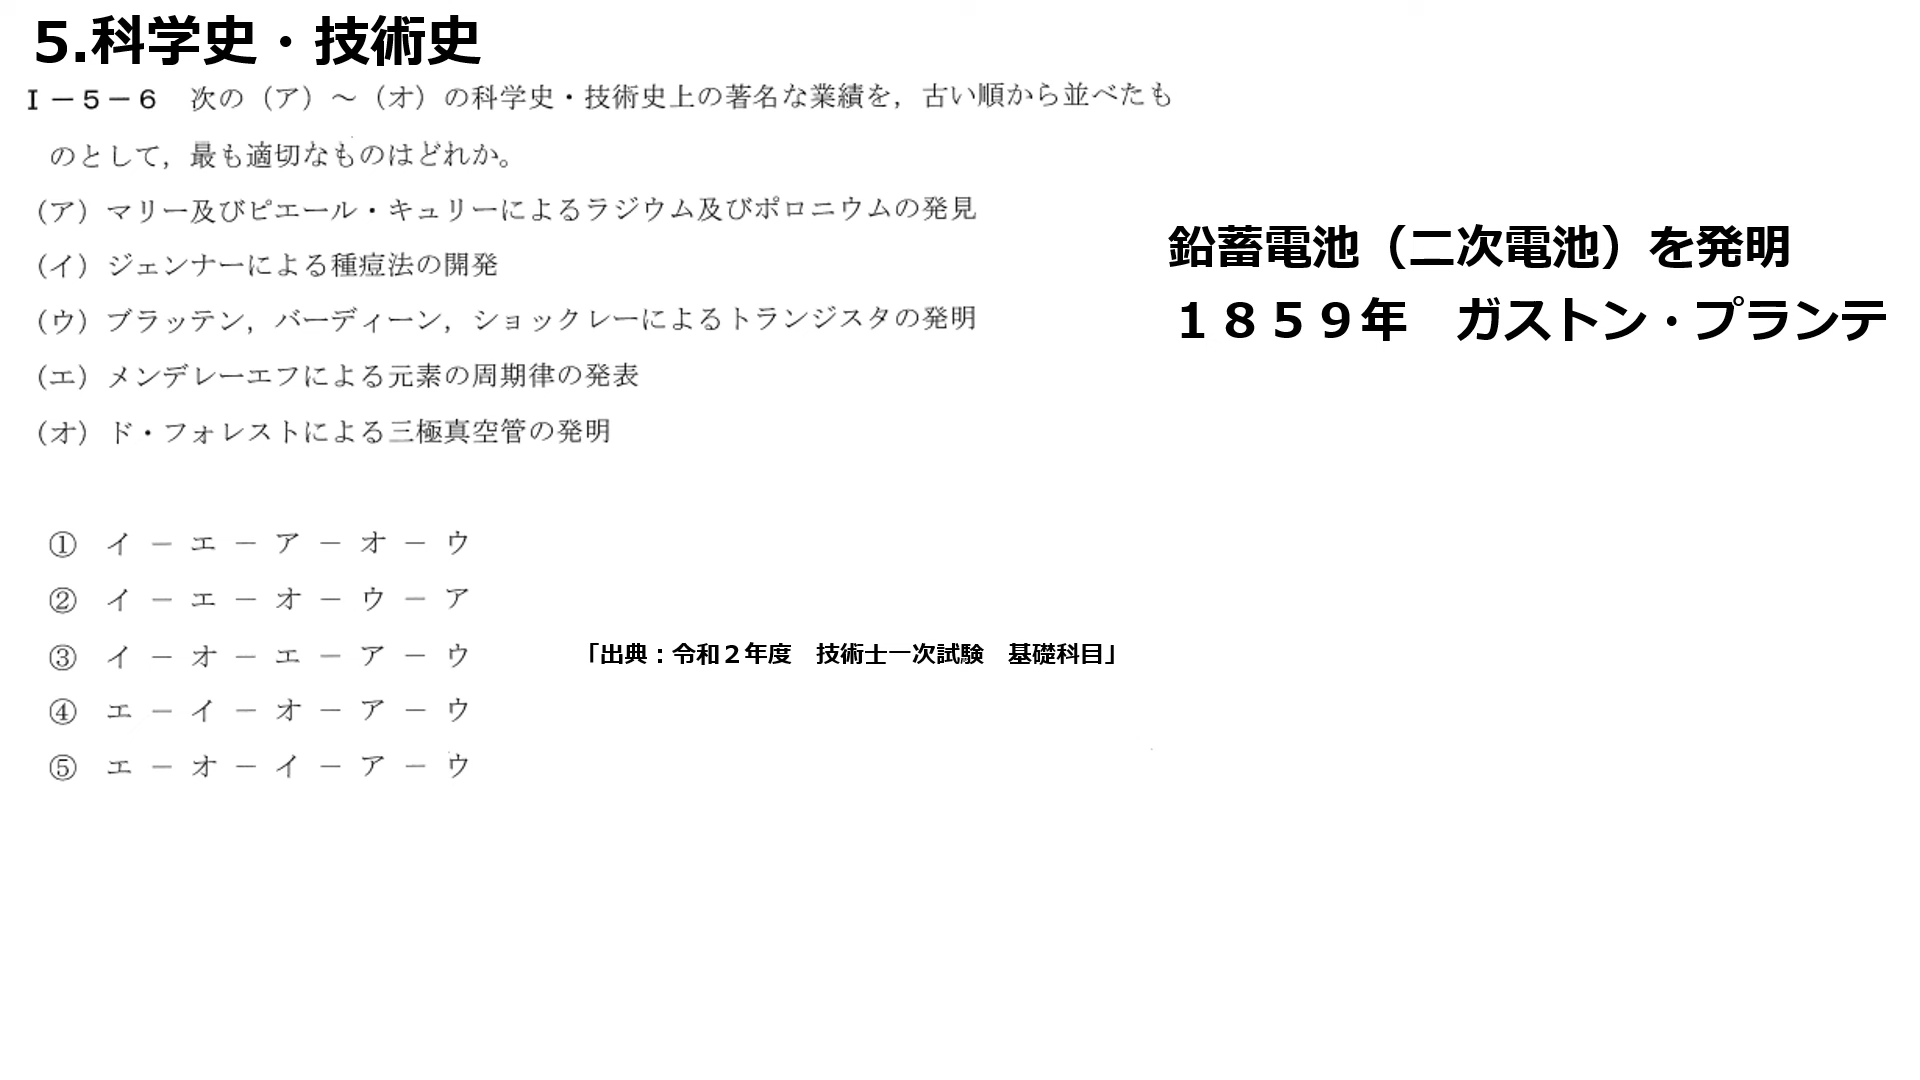 5.科学史・技術史
Ⅰ－５－６　次の（ア）～（オ）の科学史・技術史上の著名な業績を，古い順から並べたも
のとして，最も適切なものはどれか。
（ア）マリー及びピエール・キュリーによるラジウム及びポロニウムの発見
（イ）ジェンナーによる種痘法の開発
（ウ）ブラッテン，バーディーン，ショックレーによるトランジスタの発明
（エ）メンデレーエフによる元素の周期律の発表
（オ）ド・フォレストによる三極真空管の発明
鉛蓄電池（二次電池）を発明
１８５９年　ガストン・プランテ
①　イ － エ － ア － オ － ウ
②　イ － エ － オ － ウ － ア
③　イ － オ － エ － ア － ウ
④　エ － イ － オ － ア － ウ
⑤　エ － オ － イ － ア － ウ
「出典：令和２年度　技術士一次試験　基礎科目」